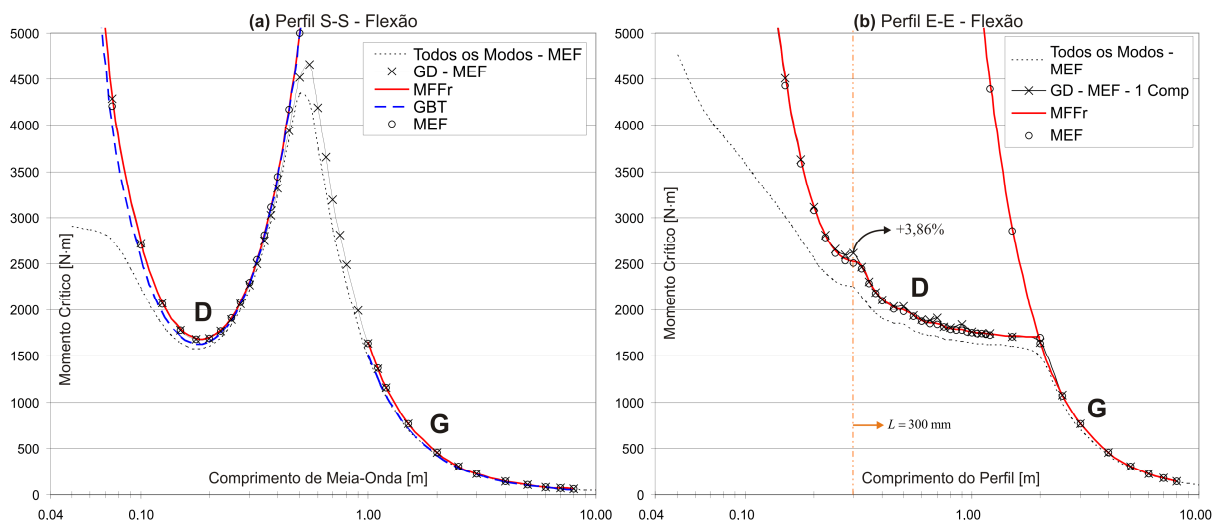 (a) Perfil S-S - Flexão
5000
4500
4000
3500
3000
2500
2000
1500
1000
500
0
Momento Crítico [N·m]
Todos os Modos - MEF
GD - MEF
MFFr
GBT
MEF
D
G
Comprimento de Meia-Onda [m]
0.04
0.10
1.00
10.00
(b) Perfil E-E - Flexão
5000
4500
4000
3500
3000
2500
2000
1500
1000
500
0
Momento Crítico [N·m]
Todos os Modos -
MEF
GD - MEF - 1 Comp
MFFr
MEF
+3,86%
D
G
L = 300 mm
Comprimento do Perfil [m]
0.04
0.10
1.00
10.00